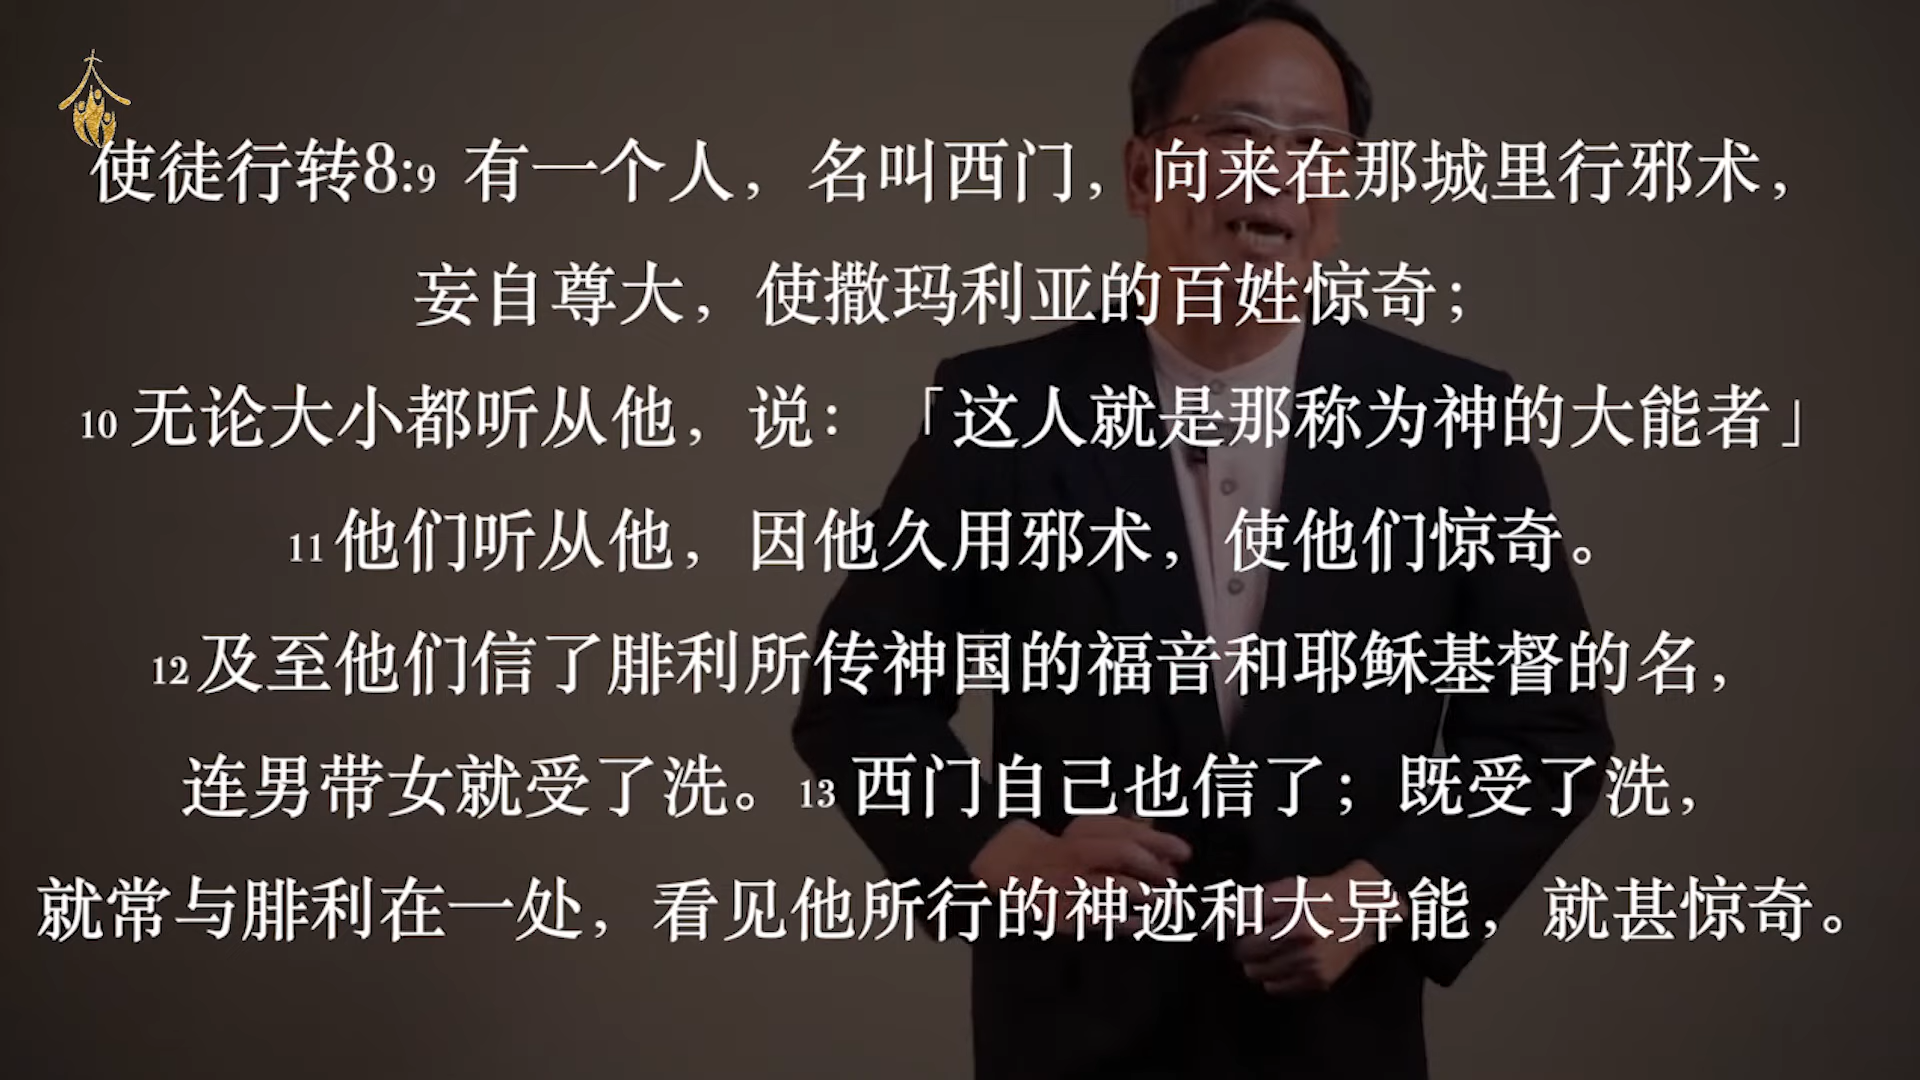 使徒行转8:9 有一个人，名叫西门，向来在那城里行邪术，
妄自尊大，使撒玛利亚的百姓惊奇；
10 无论大小都听从他，说：「这人就是那称为神的大能者」
11 他们听从他，因他久用邪术，使他们惊奇。
12 及至他们信了腓利所传神国的福音和耶稣基督的名，
连男带女就受了洗。13 西门自己也信了；既受了洗，
就常与腓利在一处，看见他所行的神迹和大异能，就甚惊奇。